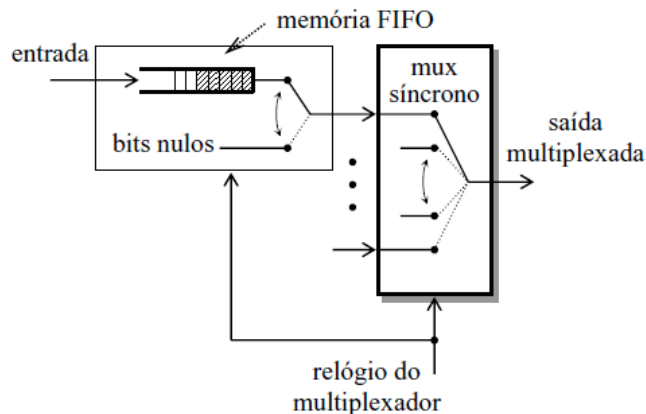 memória FIFO
entrada
mux
síncrono
bits nulos
saída
multiplexada
relógio do
multiplexador